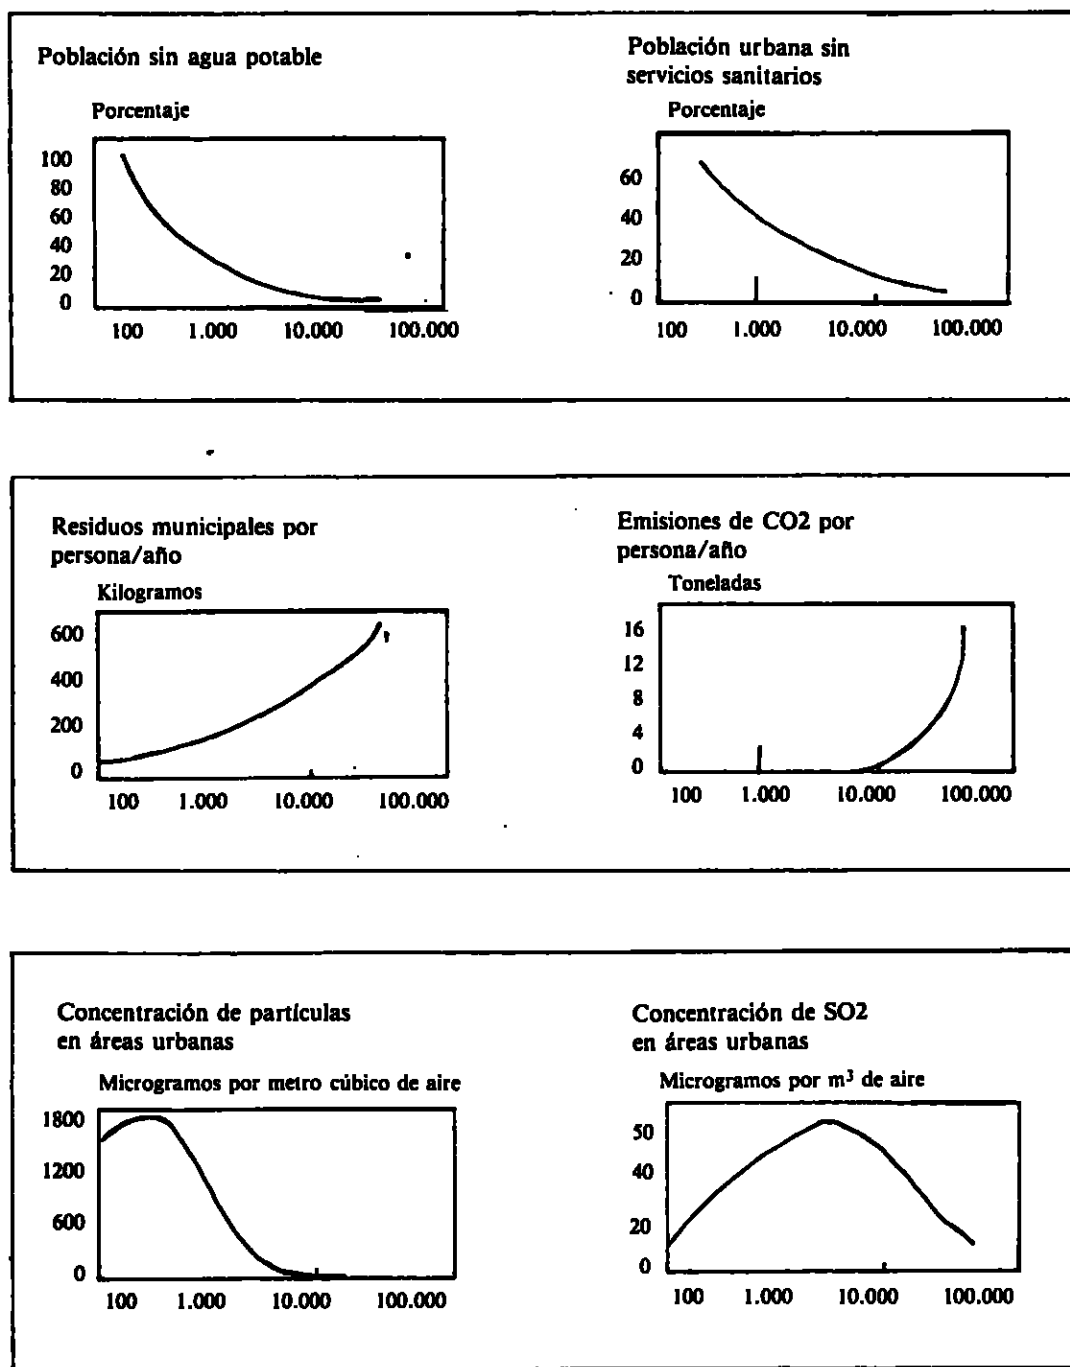 Población sin agua potable
Porcentaje
100
80
60
40
20
0
100 1.000 10.000 100.000
Población urbana sin
servicios sanitarios
Porcentaje
60
40
20
0
100 1.000 10.000 100.000
Residuos municipales por
persona/año
Kilogramos
600
400
200
0
100 1.000 10.000 100.000
Emisiones de CO2 por
persona/año
Toneladas
16
12
8
4
0
100 1.000 10.000 100.000
Concentración de partículas
en áreas urbanas
Microgramos por metro cúbico de aire
1800
1200
600
0
100 1.000 10.000 100.000
Concentración de SO2
en áreas urbanas
Microgramos por m³ de aire
50
40
20
0
100 1.000 10.000 100.000